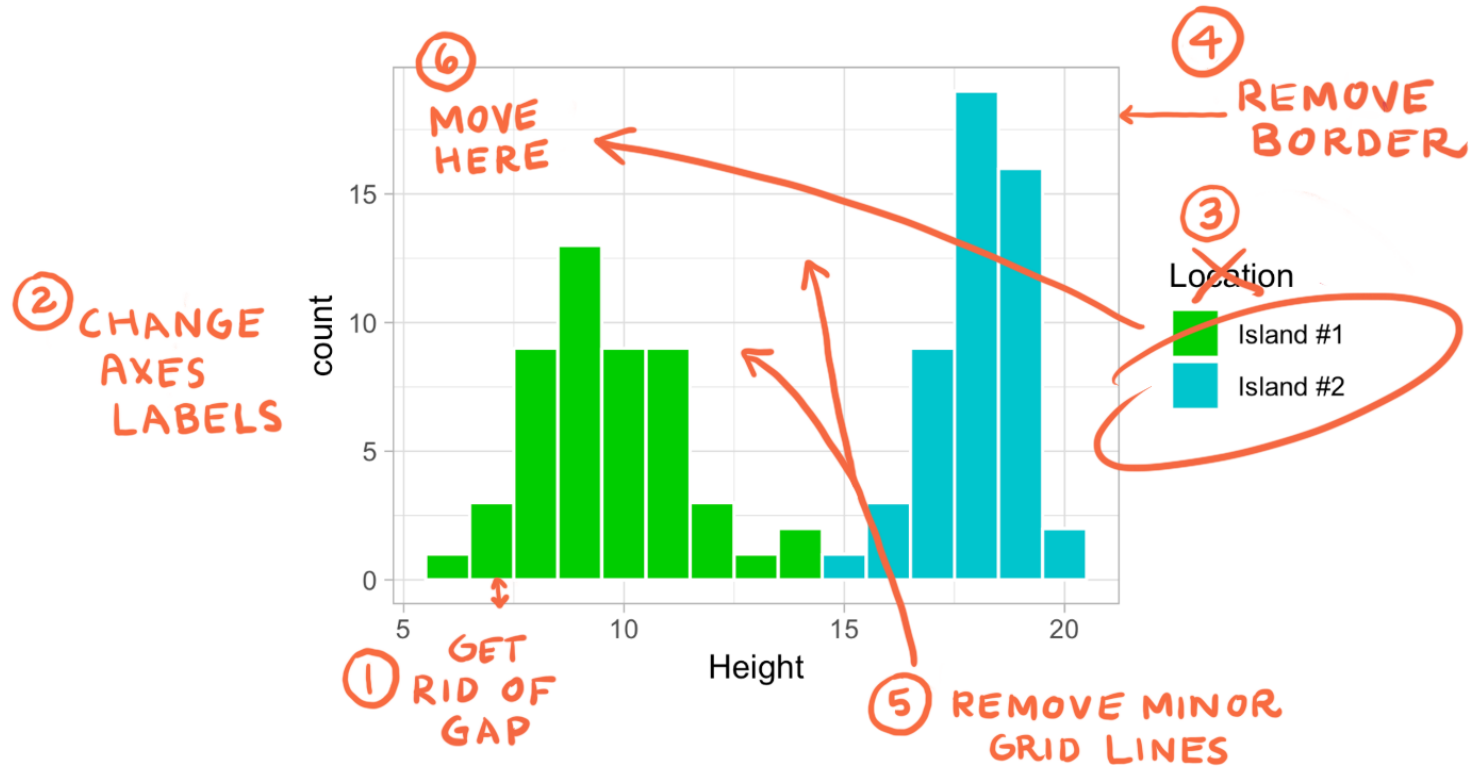 ⑥
MOVE
HERE
④
REMOVE
BORDER
15
10
5
0
count
② CHANGE
AXES
LABELS
③
Location
Island #1
Island #2
5 10 15 20
Height
① GET
RID OF
GAP
⑤ REMOVE MINOR
GRID LINES